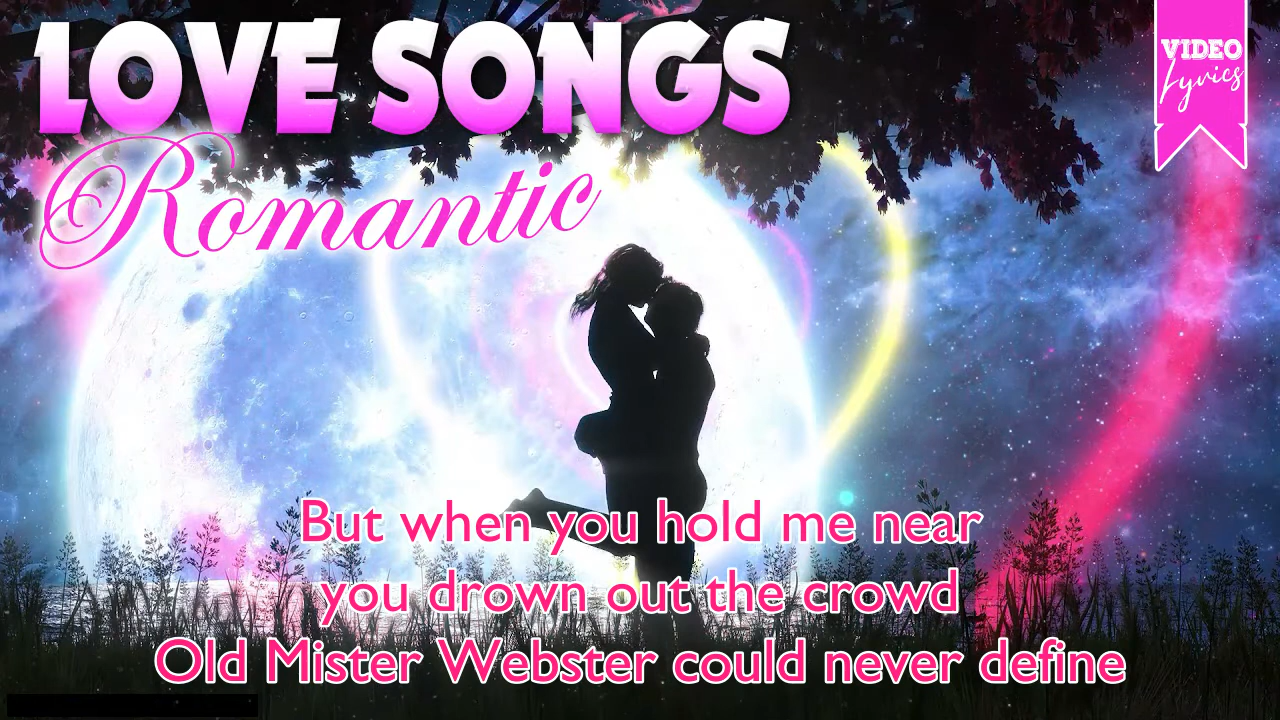 LOVE SONGS
Romantic
VIDEO
Lyrics
But when you hold me near
you drown out the crowd
Old Mister Webster could never define